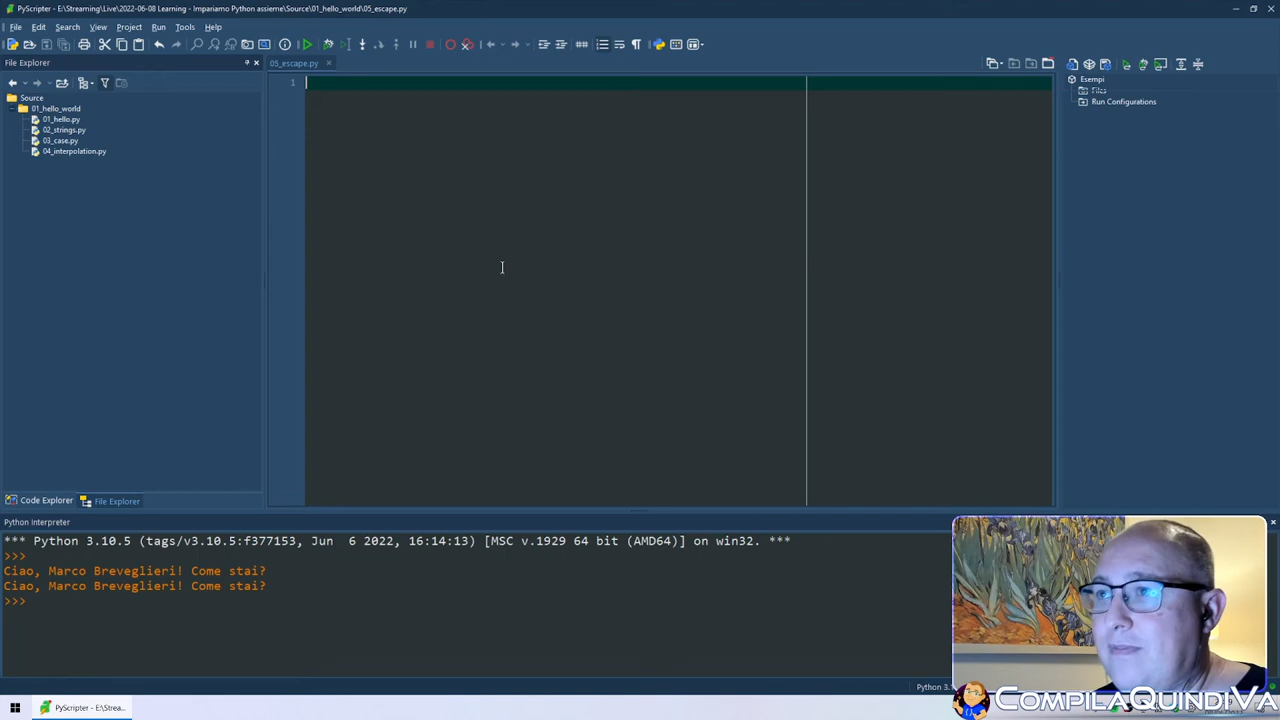 PyScripter - E:\Streaming\Live\2022-06-08 Learning - Impariamo Python assieme\Source\01_hello_world\05_escape.py
File Edit Search View Project Run Tools Help
File Explorer
05_escape.py
1
Source
01_hello_world
01_hello.py
02_strings.py
03_case.py
04_interpolation.py
Esempi
Files
Run Configurations
Code Explorer
File Explorer
Python Interpreter
*** Python 3.10.5 (tags/v3.10.5:f377153, Jun 6 2022, 16:14:13) [MSC v.1929 64 bit (AMD64)] on win32. ***
>>>
Ciao, Marco Breveglieri! Come stai?
Ciao, Marco Breveglieri! Come stai?
>>>
CompilaQuindiVa
PyScripter - E:\Strea...